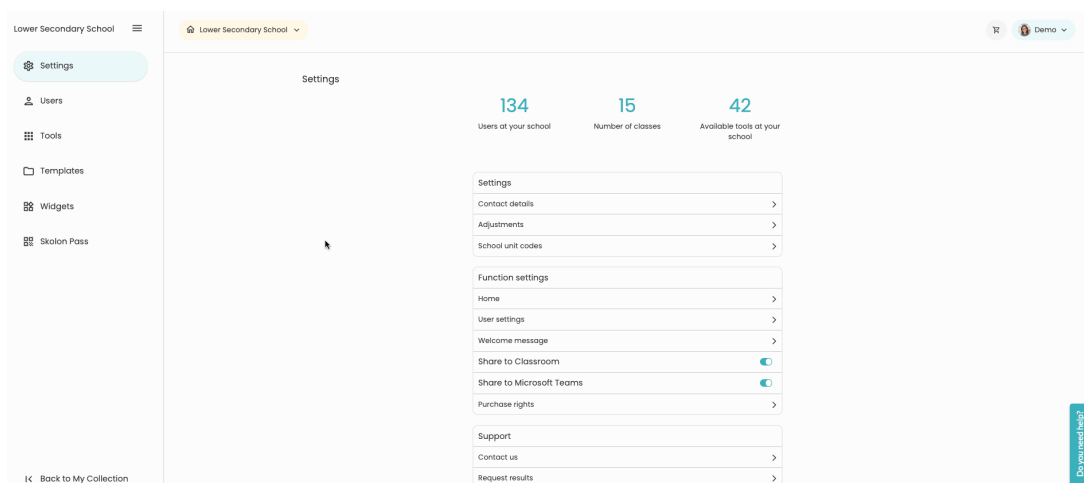 Lower Secondary School
Settings
Users
Tools
Templates
Widgets
Skolon Pass
Back to My Collection
Lower Secondary School
Demo
Settings
134
Users at your school
15
Number of classes
42
Available tools at your
school
Settings
Contact details
Adjustments
School unit codes
Function settings
Home
User settings
Welcome message
Share to Classroom
Share to Microsoft Teams
Purchase rights
Support
Contact us
Request results
Do you need help?